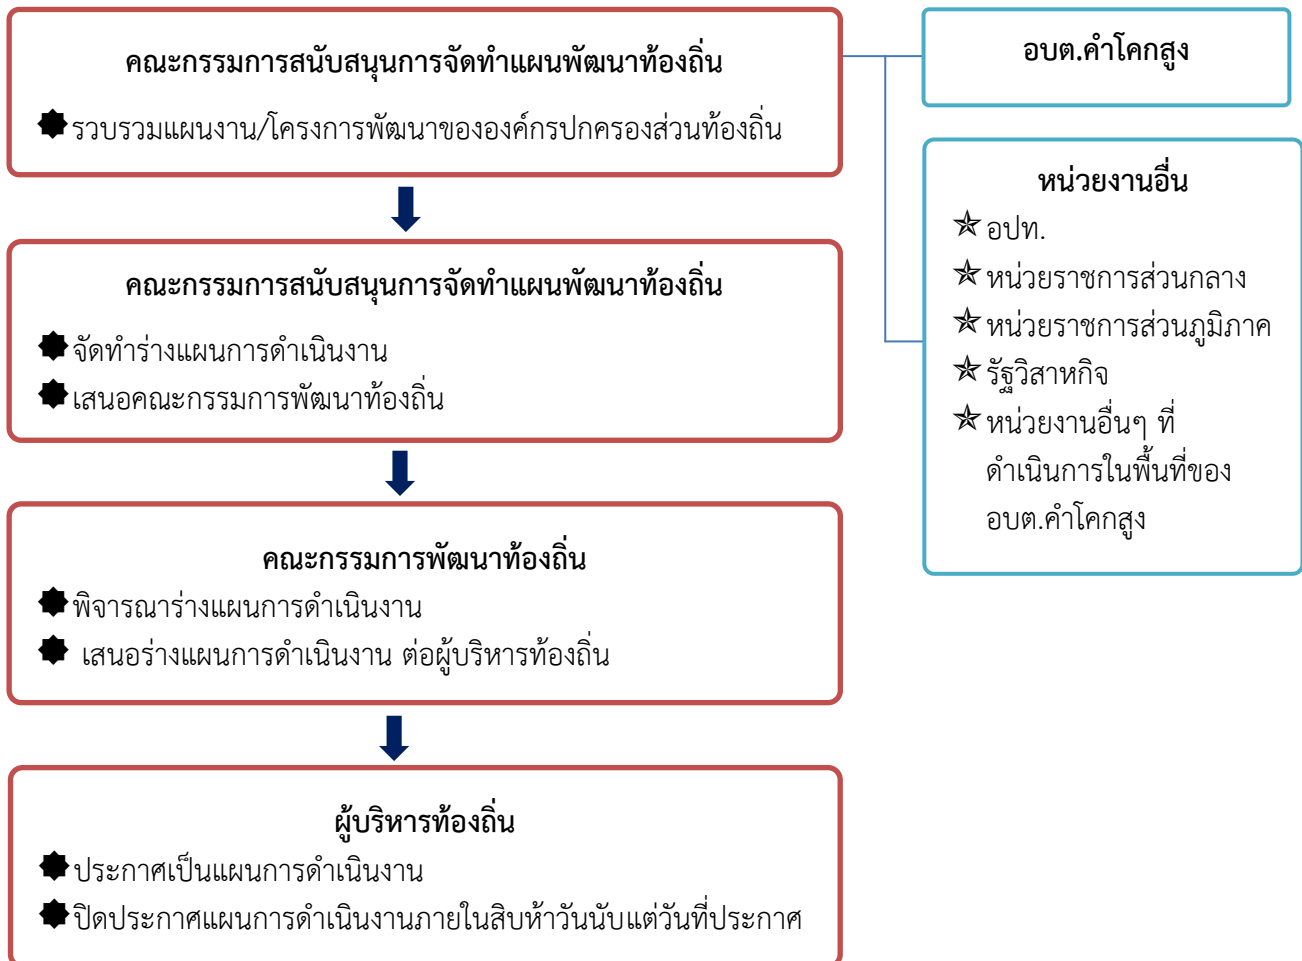 คณะกรรมการสนับสนุนการจัดทำแผนพัฒนาท้องถิ่น
รวบรวมแผนงาน/โครงการพัฒนาขององค์กรปกครองส่วนท้องถิ่น
อบต.คำโคกสูง
หน่วยงานอื่น
อปท.
หน่วยราชการส่วนกลาง
หน่วยราชการส่วนภูมิภาค
รัฐวิสาหกิจ
หน่วยงานอื่นๆ ที่
ดำเนินการในพื้นที่ของ
อบต.คำโคกสูง
คณะกรรมการสนับสนุนการจัดทำแผนพัฒนาท้องถิ่น
จัดทำร่างแผนการดำเนินงาน
เสนอคณะกรรมการพัฒนาท้องถิ่น
คณะกรรมการพัฒนาท้องถิ่น
พิจารณาร่างแผนการดำเนินงาน
เสนอร่างแผนการดำเนินงาน ต่อผู้บริหารท้องถิ่น
ผู้บริหารท้องถิ่น
ประกาศเป็นแผนการดำเนินงาน
ปิดประกาศแผนการดำเนินงานภายในสิบห้าวันนับแต่วันที่ประกาศ